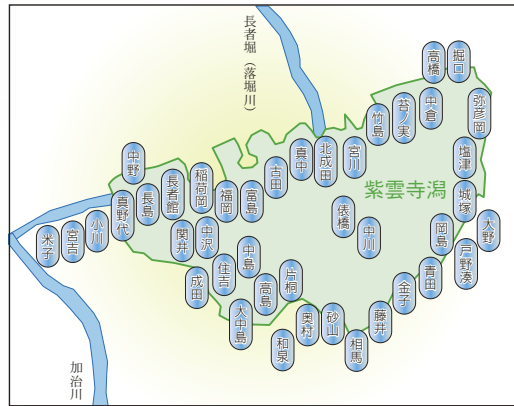 長者堀（落堀川）
高橋
堀口
弥彦岡
中倉
苔ノ実
竹島
宮川
北成田
真中
古田
富島
福岡
稲荷岡
長者館
中野
長島
真野代
小川
宮古
米子
関井
中沢
成田
住吉
中島
大中島
高島
片桐
和泉
奥村
砂山
相馬
藤井
金子
青田
岡島
戸野湊
大野
城塚
塩津
紫雲寺潟
俵橋
中川
加治川